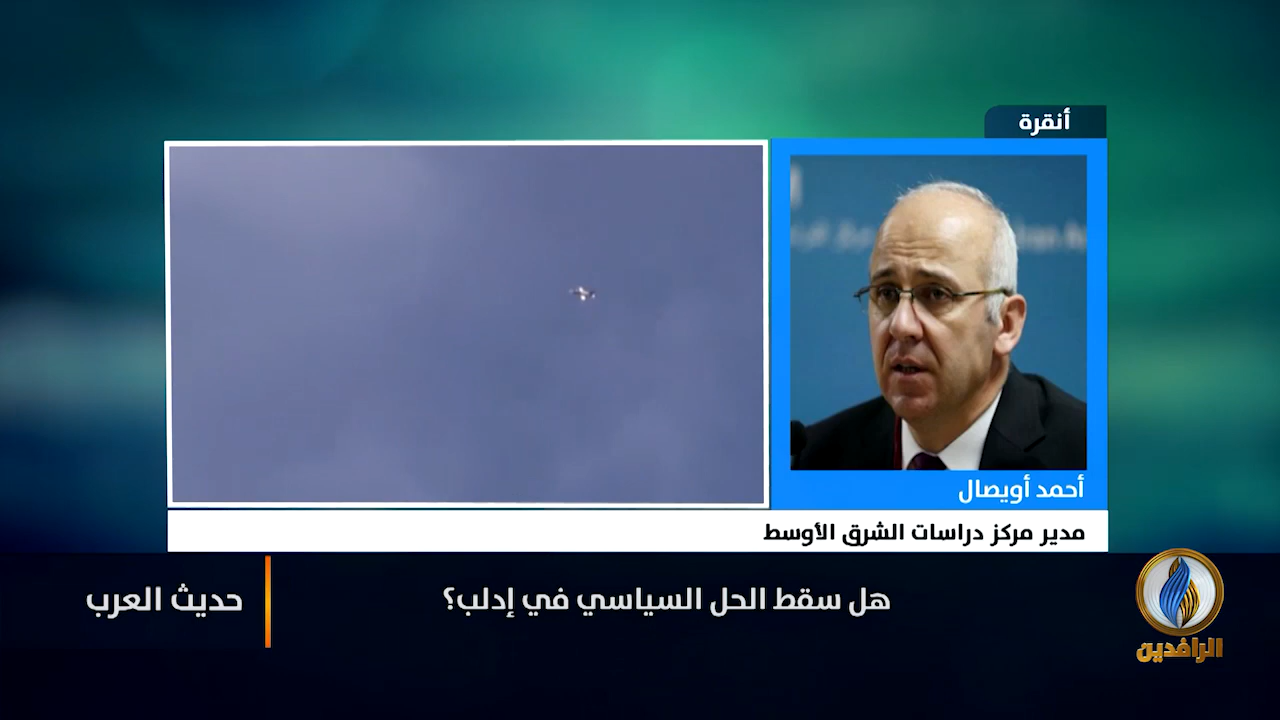 أنقرة
أحمد أويصال
مدير مركز دراسات الشرق الأوسط
هل سقط الحل السياسي في إدلب؟
حديث العرب
الرافدين